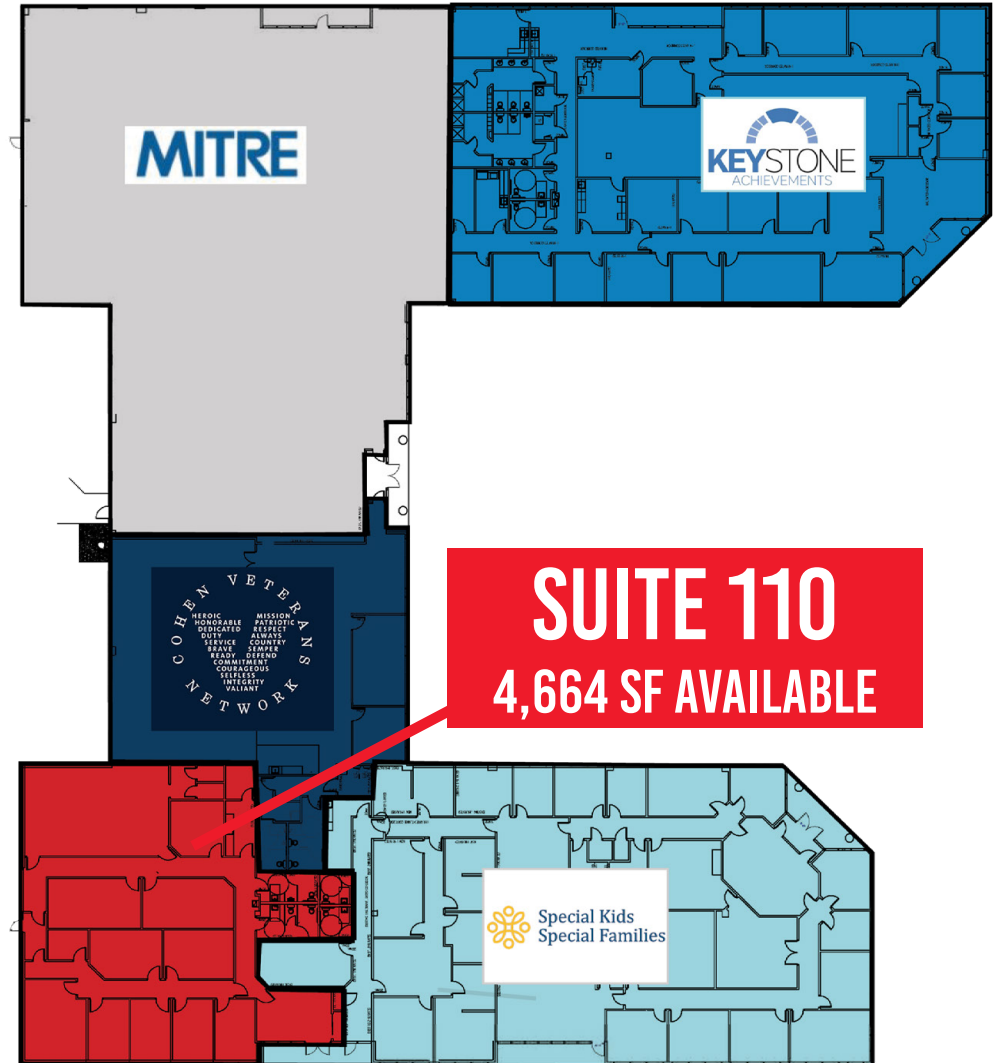 MITRE
KEYSTONE
ACHIEVEMENTS
COHEN VETERANS NETWORK
HEROIC MISSION
HONORABLE PATRIOTIC
DEDICATED RESPECT
DUTY ALWAYS
SERVICE COUNTRY
BRAVE SEMPER
READY DEFEND
COMMITMENT
COURAGEOUS
SELFLESS
INTEGRITY
VALIANT
SUITE 110
4,664 SF AVAILABLE
Special Kids
Special Families